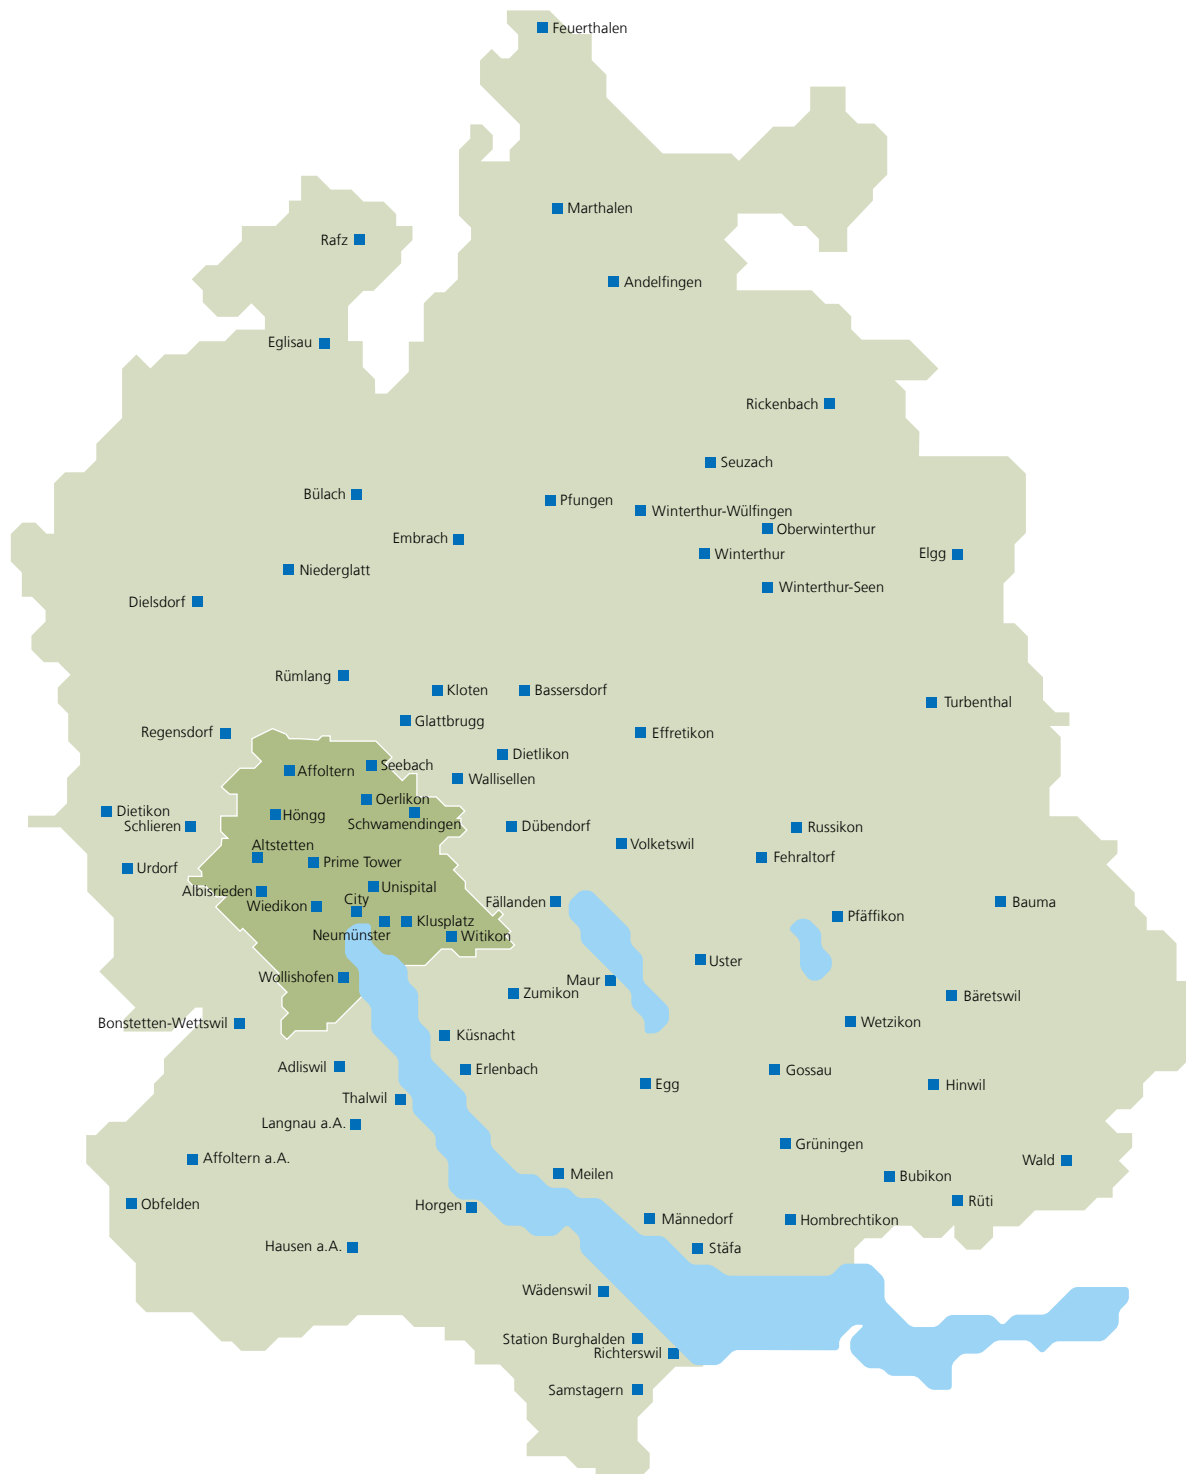 Feuerthalen
Marthalen
Rafz
Andelfingen
Eglisau
Rickenbach
Seuzach
Bülach
Pfungen
Winterthur-Wülfingen
Oberwinterthur
Embrach
Winterthur
Elgg
Niederglatt
Winterthur-Seen
Dielsdorf
Rümlang
Kloten
Bassersdorf
Turbenthal
Glattbrugg
Regensdorf
Effretikon
Dietlikon
Seebach
Affoltern
Wallisellen
Oerlikon
Dietikon
Höngg
Schwamendingen
Schlieren
Dübendorf
Russikon
Altstetten
Volketswil
Fehraltorf
Prime Tower
Urdorf
Unispital
Albisrieden
City
Fällanden
Bauma
Wiedikon
Klusplatz
Pfäffikon
Neumünster
Witikon
Uster
Wollishofen
Maur
Zumikon
Bäretswil
Bonstetten-Wettswil
Wetzikon
Küsnacht
Adliswil
Erlenbach
Gossau
Egg
Hinwil
Thalwil
Langnau a.A.
Grüningen
Affoltern a.A.
Wald
Meilen
Bubikon
Obfelden
Rüti
Horgen
Männedorf
Hombrechtikon
Hausen a.A.
Stäfa
Wädenswil
Station Burghalden
Richterswil
Samstagern